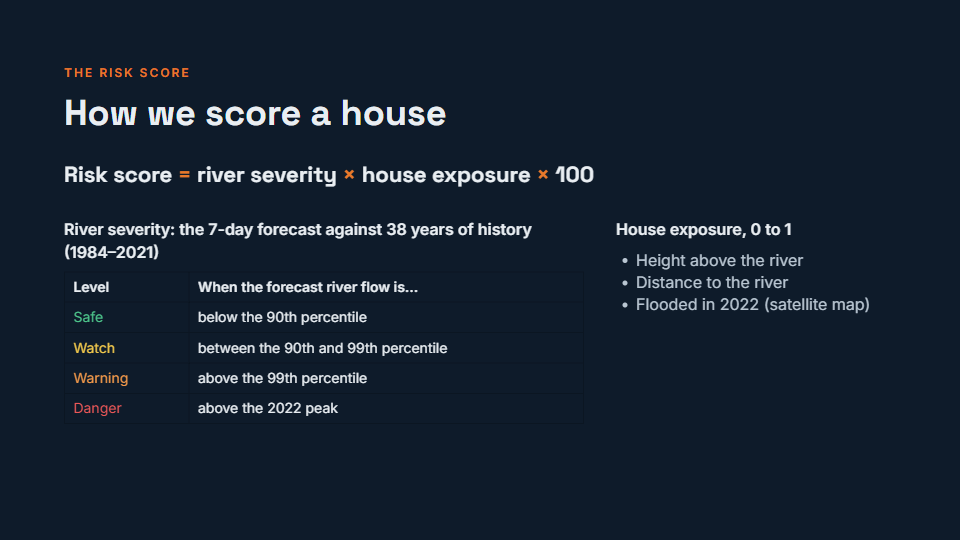 THE RISK SCORE
How we score a house
Risk score = river severity × house exposure × 100
River severity: the 7-day forecast against 38 years of history
(1984–2021)
Level When the forecast river flow is...
Safe below the 90th percentile
Watch between the 90th and 99th percentile
Warning above the 99th percentile
Danger above the 2022 peak
House exposure, 0 to 1
• Height above the river
• Distance to the river
• Flooded in 2022 (satellite map)